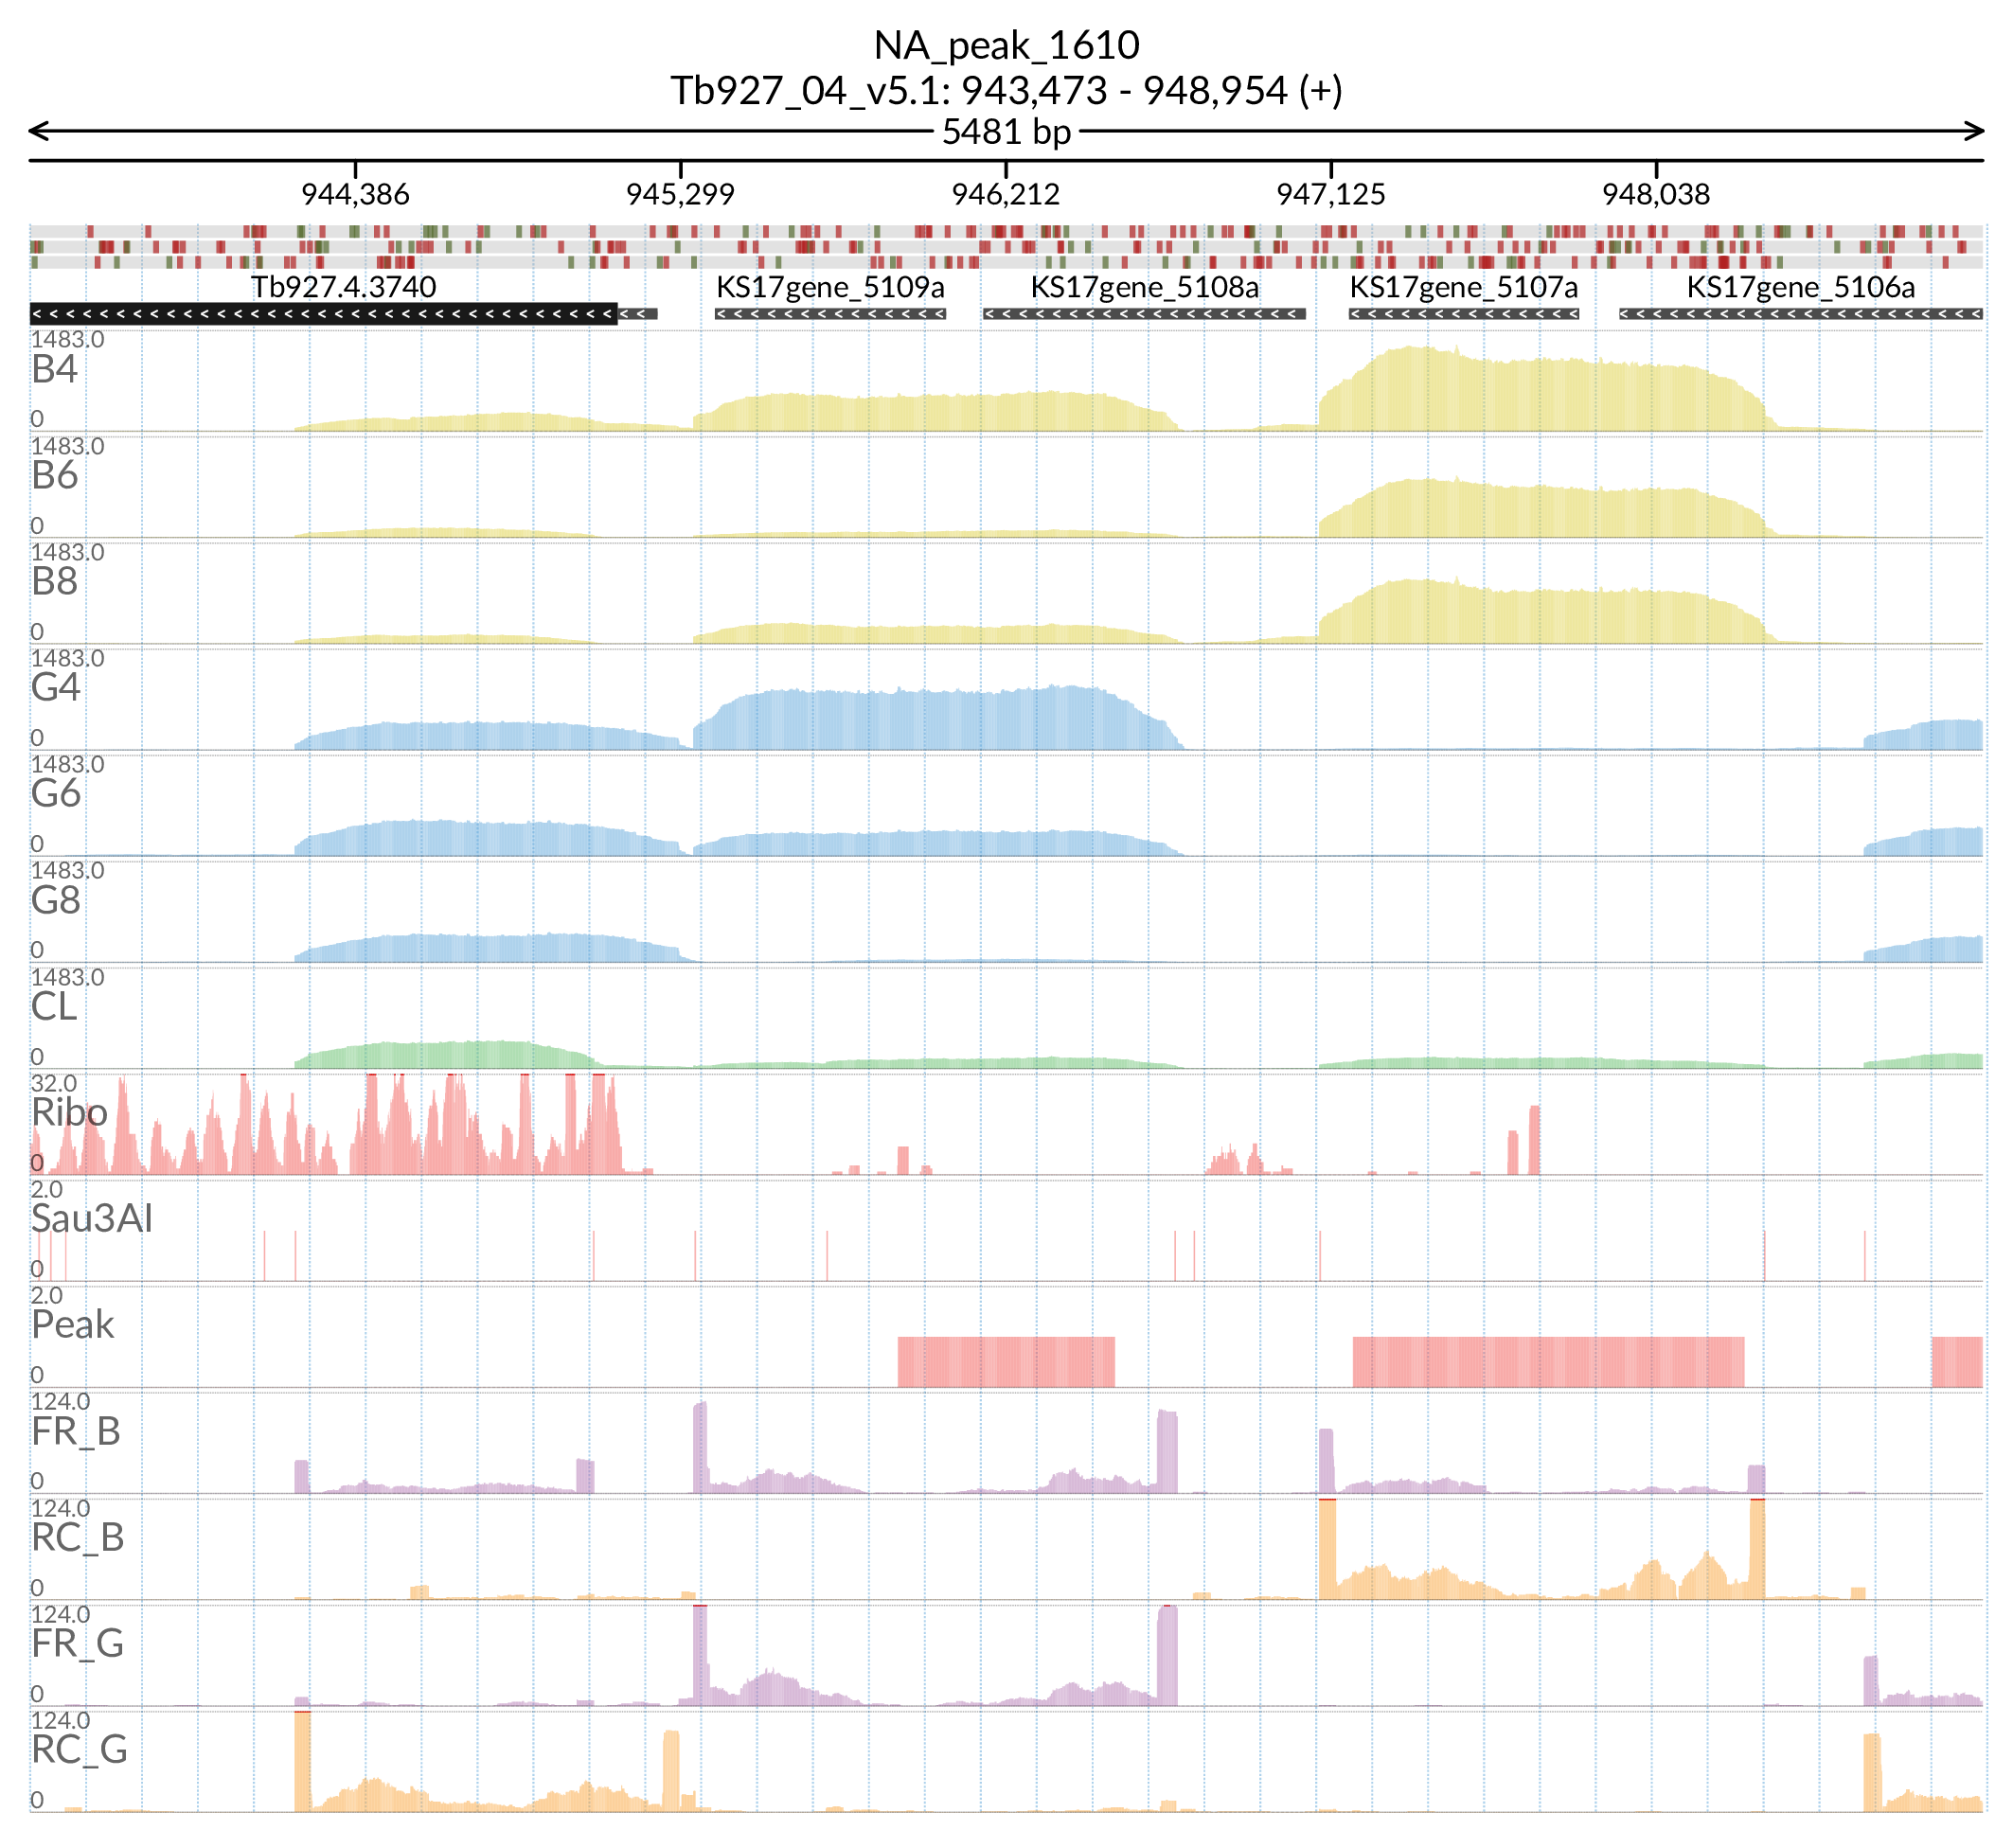 NA_peak_1610
Tb927_04_v5.1: 943,473 - 948,954 (+)
5481 bp
944,386 945,299 946,212 947,125 948,038
Tb927.4.3740 KS17gene_5109a KS17gene_5108a KS17gene_5107a KS17gene_5106a
1483.0
B4
0
1483.0
B6
0
1483.0
B8
0
1483.0
G4
0
1483.0
G6
0
1483.0
G8
0
1483.0
CL
0
32.0
Ribo
0
2.0
Sau3AI
0
2.0
Peak
0
124.0
FR_B
0
124.0
RC_B
0
124.0
FR_G
0
124.0
RC_G
0